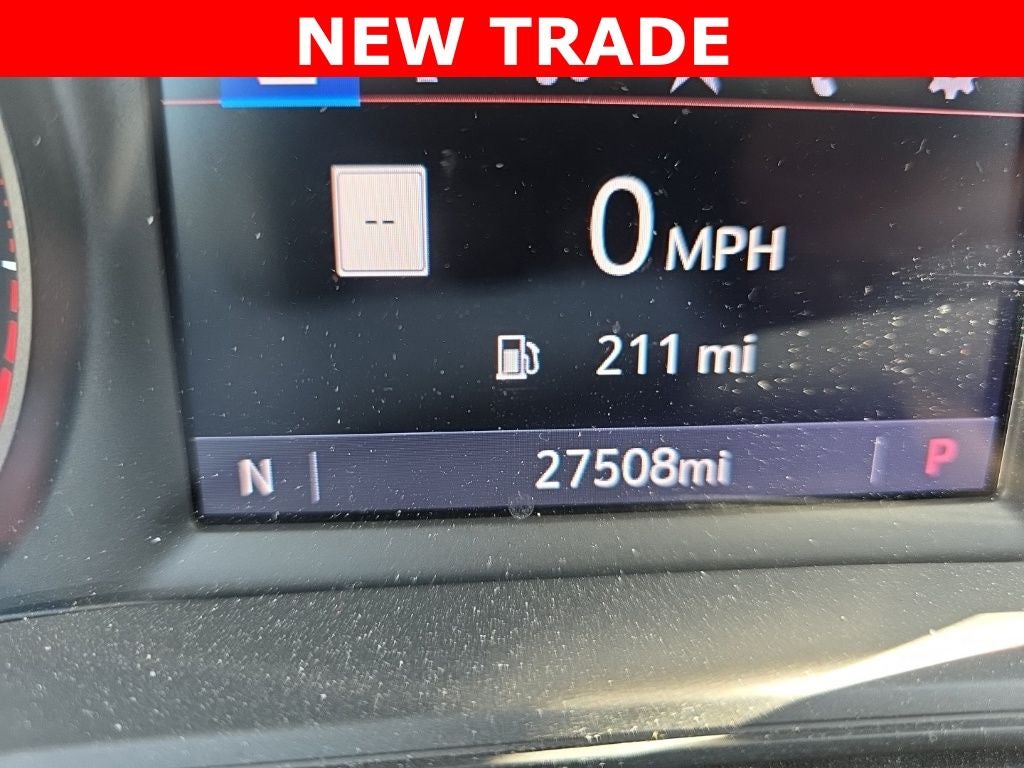 NEW TRADE
--
0 MPH
211 mi
N 27508mi P